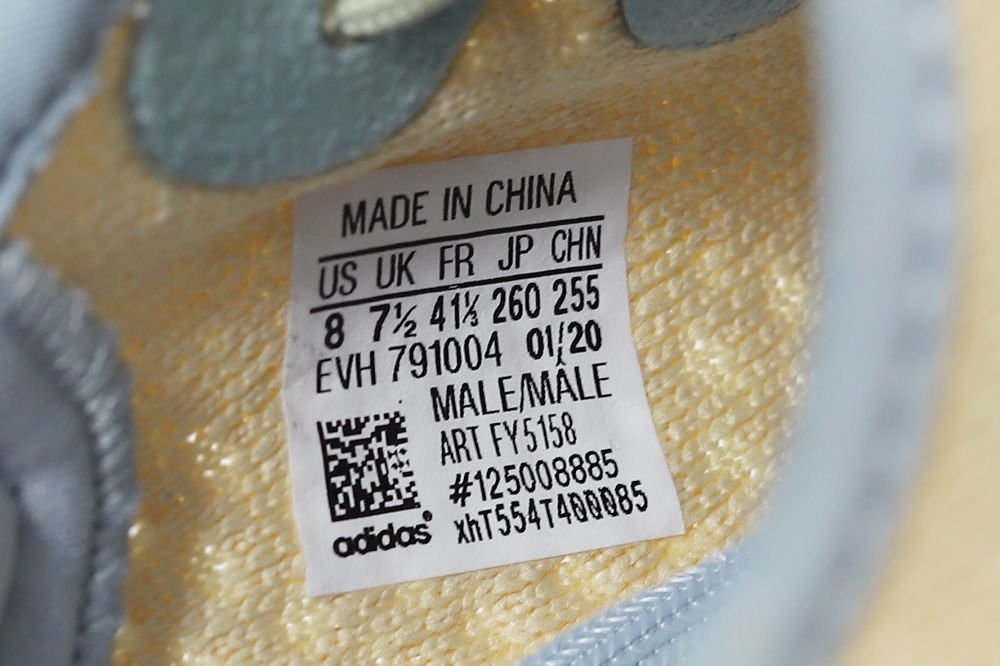 MADE IN CHINA
US UK FR JP CHN
8 7½ 41⅓ 260 255
EVH 791004 01/20
MALE/MÂLE
ART FY5158
#125008885
xhT554T400085
adidas®